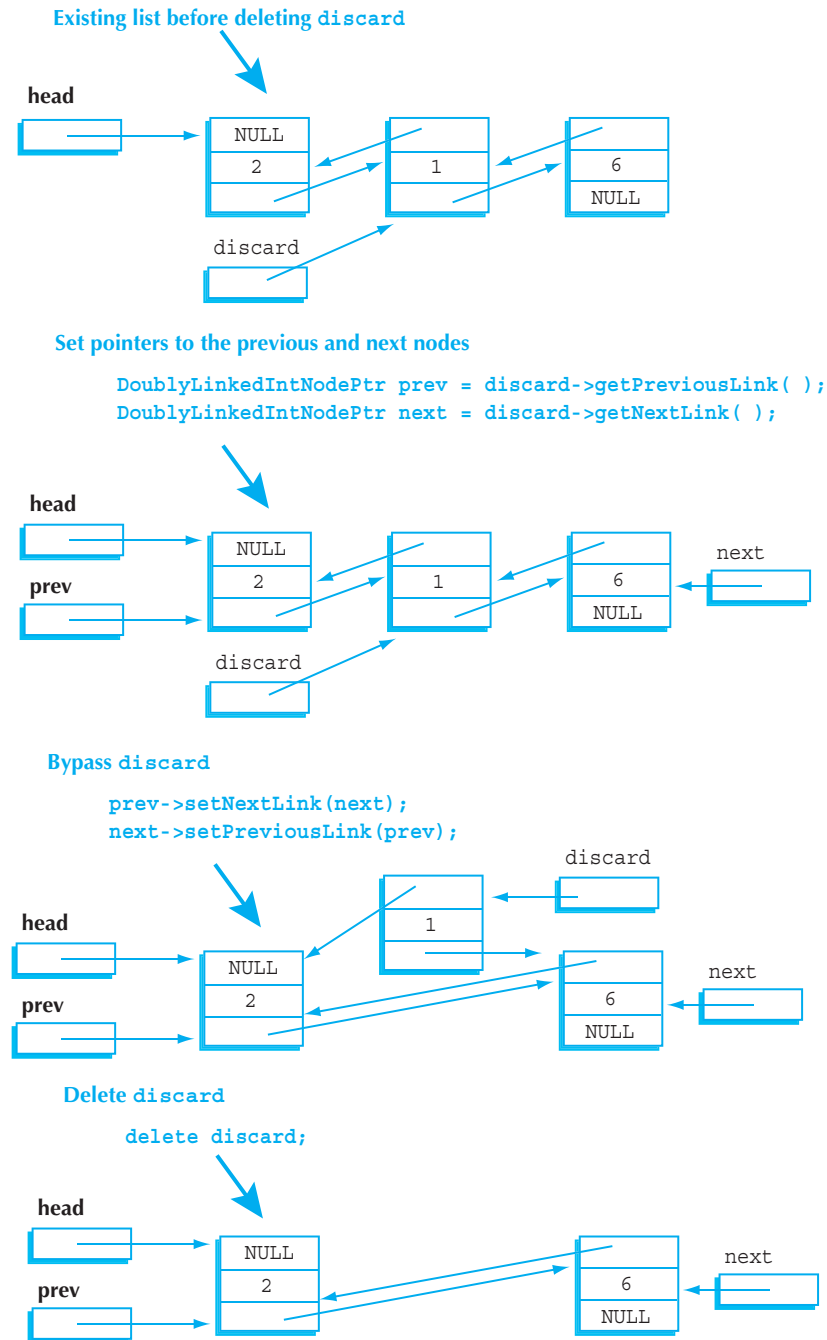 Existing list before deleting discard
head
NULL
2
1
6
NULL
discard
Set pointers to the previous and next nodes
DoublyLinkedIntNodePtr prev = discard->getPreviousLink( );
DoublyLinkedIntNodePtr next = discard->getNextLink( );
head
NULL
next
prev
2
1
6
NULL
discard
Bypass discard
prev->setNextLink(next);
next->setPreviousLink(prev);
discard
head
1
NULL
next
prev
2
6
NULL
Delete discard
delete discard;
head
NULL
next
prev
2
6
NULL